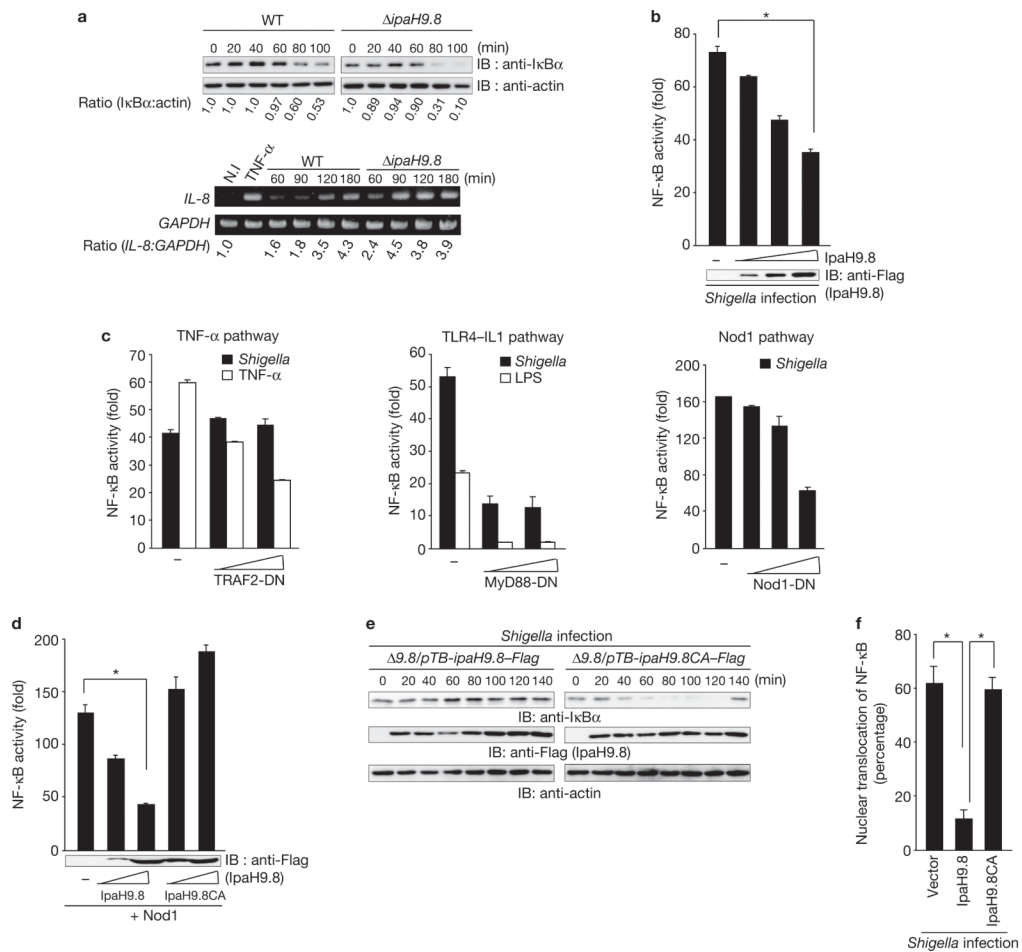 a
WT
ΔipaH9.8
0 20 40 60 80 100
0 20 40 60 80 100 (min)
IB : anti-IκBα
IB : anti-actin
Ratio (IκBα:actin)
1.0 1.0 1.0 0.97 0.60 0.53
1.0 0.89 0.94 0.90 0.31 0.10
N.I TNF-α
WT
ΔipaH9.8
60 90 120 180 60 90 120 180 (min)
IL-8
GAPDH
Ratio (IL-8:GAPDH)
1.0 1.6 1.8 3.5 4.3 2.4 4.5 3.8 3.9
b
NF-κB activity (fold)
80
60
40
20
0
*
– IpaH9.8
IB: anti-Flag
(IpaH9.8)
Shigella infection
c
TNF-α pathway
Shigella
TNF-α
NF-κB activity (fold)
70
60
50
40
30
20
10
0
–
TRAF2-DN
TLR4–IL1 pathway
Shigella
LPS
NF-κB activity (fold)
60
50
40
30
20
10
0
–
MyD88-DN
Nod1 pathway
Shigella
NF-κB activity (fold)
200
160
120
80
60
0
–
Nod1-DN
d
NF-κB activity (fold)
200
150
100
50
0
*
IB : anti-Flag
(IpaH9.8)
–
IpaH9.8 IpaH9.8CA
+ Nod1
e
Shigella infection
Δ9.8/pTB-ipaH9.8–Flag Δ9.8/pTB-ipaH9.8CA–Flag
0 20 40 60 80 100 120 140 0 20 40 60 80 100 120 140 (min)
IB: anti-IκBα
IB: anti-Flag (IpaH9.8)
IB: anti-actin
f
Nuclear translocation of NF-κB
(percentage)
80
60
40
20
0
* *
Vector
IpaH9.8
IpaH9.8CA
Shigella infection